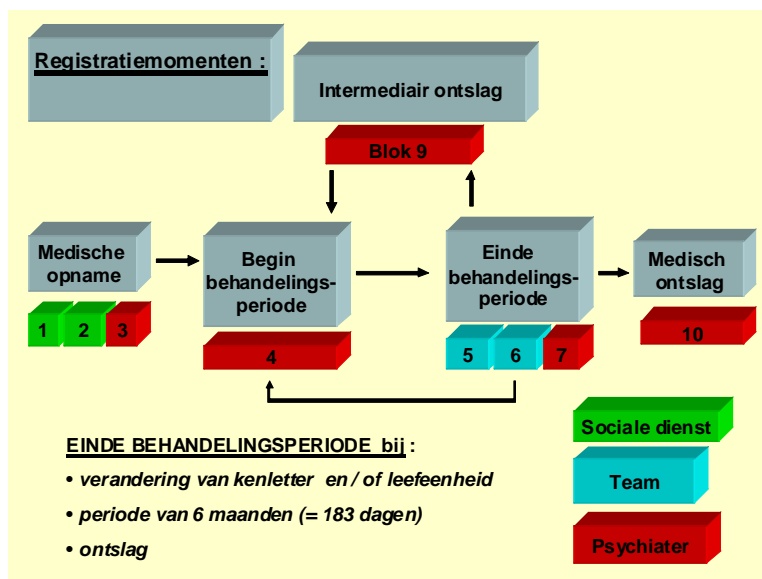 Registratiemomenten :
Intermediair ontslag
Blok 9
Medische
opname
Begin
behandelings-
periode
Einde
behandelings-
periode
Medisch
ontslag
1 2 3
4
5 6 7
10
EINDE BEHANDELINGSPERIODE bij :
• verandering van kenletter en / of leefeenheid
• periode van 6 maanden (= 183 dagen)
• ontslag
Sociale dienst
Team
Psychiater